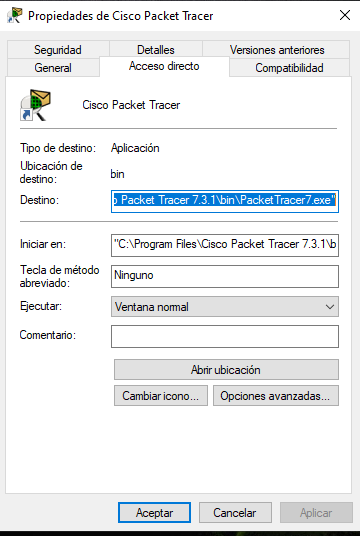 Propiedades de Cisco Packet Tracer
Seguridad Detalles Versiones anteriores
General Acceso directo Compatibilidad
Cisco Packet Tracer
Tipo de destino: Aplicación
Ubicación de
destino: bin
Destino: o Packet Tracer 7.3.1\bin\PacketTracer7.exe"
Iniciar en: "C:\Program Files\Cisco Packet Tracer 7.3.1\b
Tecla de método
abreviado: Ninguno
Ejecutar: Ventana normal
Comentario:
Abrir ubicación
Cambiar icono... Opciones avanzadas...
Aceptar Cancelar Aplicar